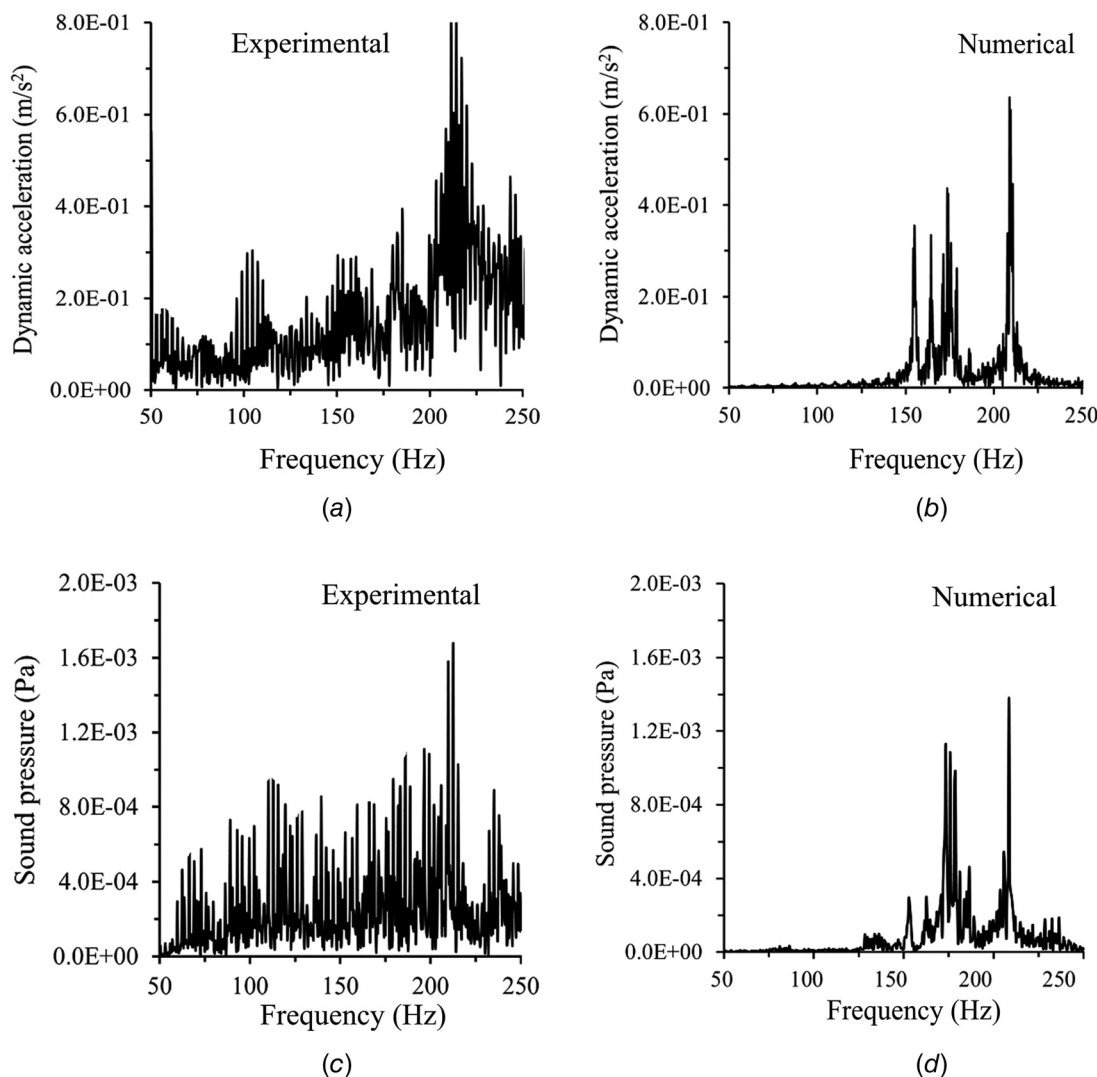 Experimental
Dynamic acceleration (m/s²)
8.0E-01
6.0E-01
4.0E-01
2.0E-01
0.0E+00
50 100 150 200 250
Frequency (Hz)
(a)
Numerical
Dynamic acceleration (m/s²)
8.0E-01
6.0E-01
4.0E-01
2.0E-01
0.0E+00
50 100 150 200 250
Frequency (Hz)
(b)
Experimental
Sound pressure (Pa)
2.0E-03
1.6E-03
1.2E-03
8.0E-04
4.0E-04
0.0E+00
50 100 150 200 250
Frequency (Hz)
(c)
Numerical
Sound pressure (Pa)
2.0E-03
1.6E-03
1.2E-03
8.0E-04
4.0E-04
0.0E+00
50 100 150 200 250
Frequency (Hz)
(d)